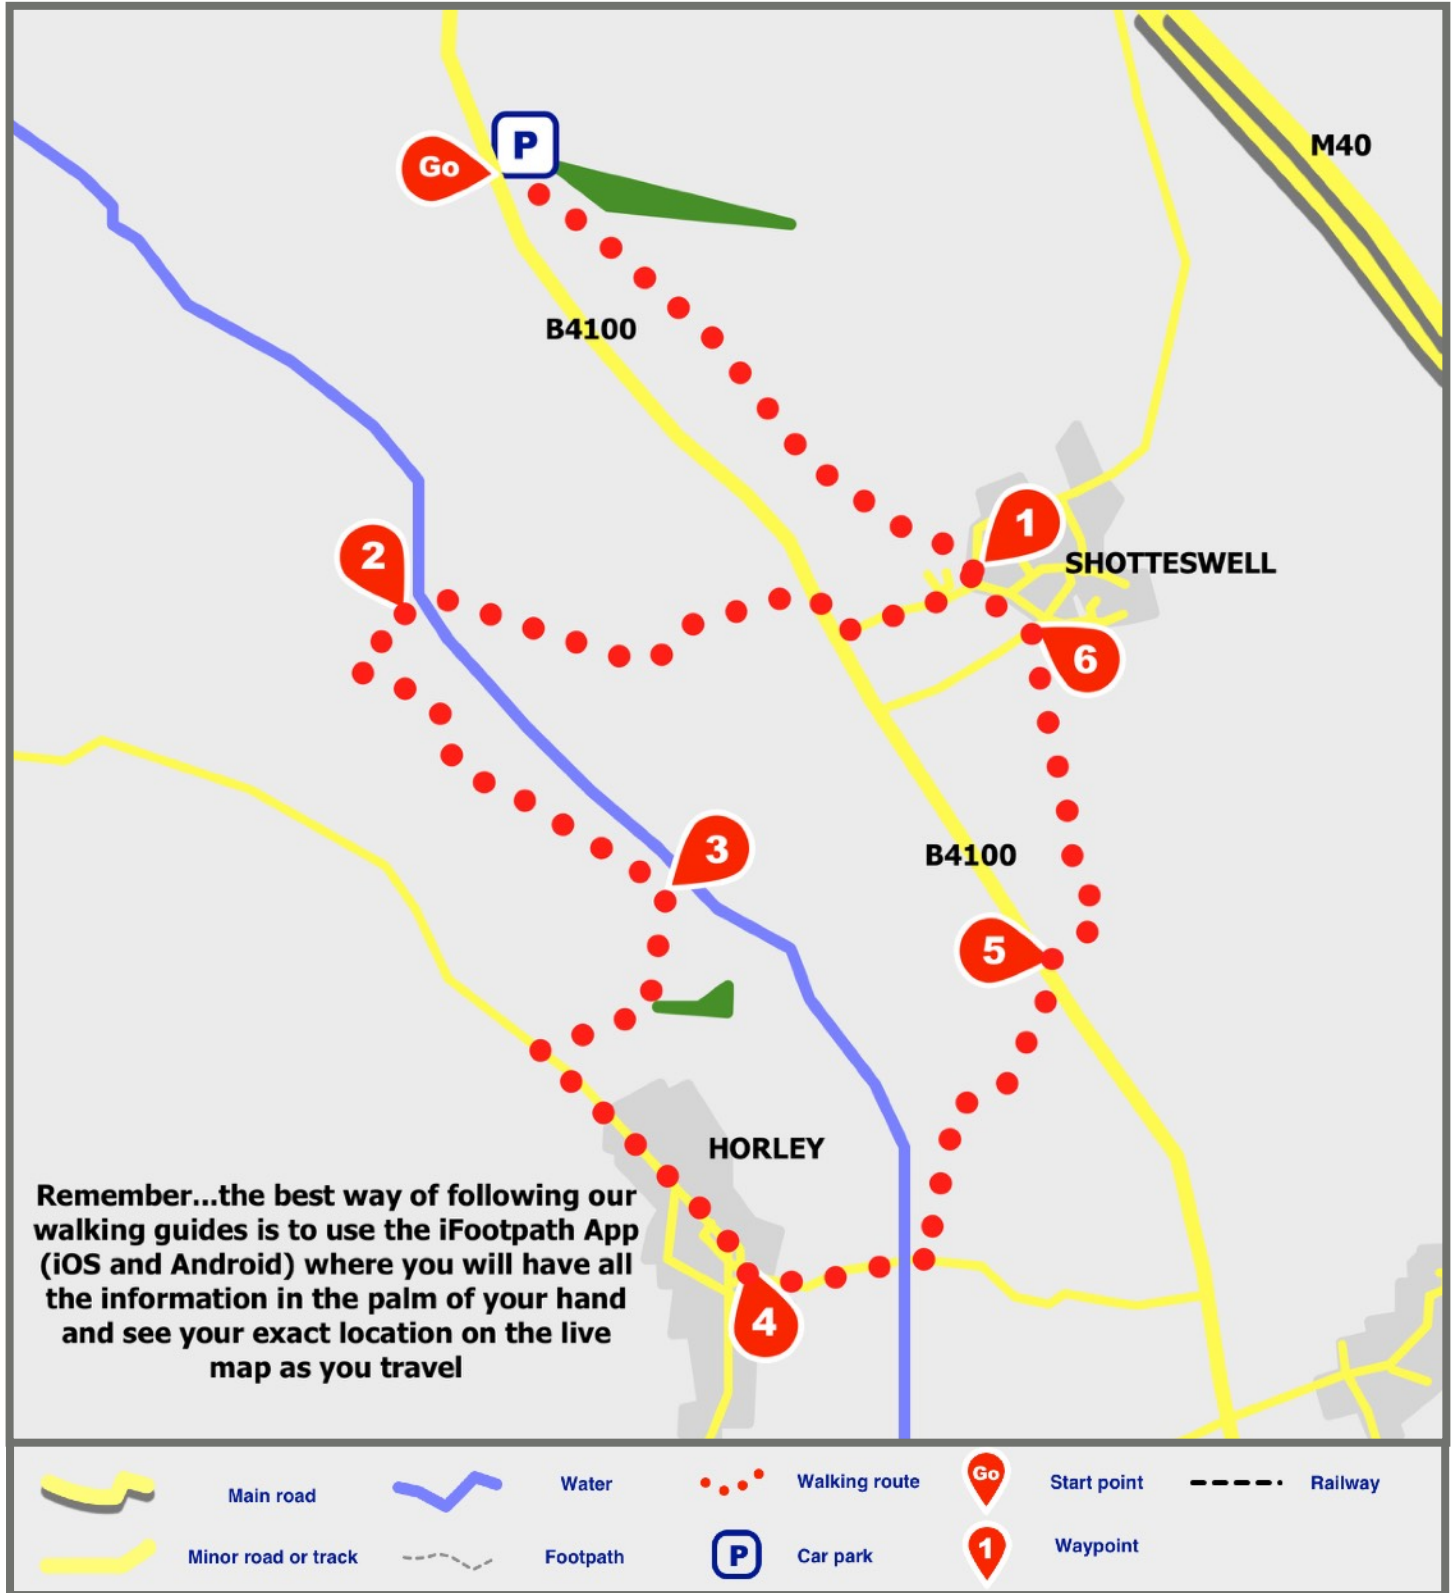 P
M40
Go
B4100
1
SHOTTESWELL
2
6
3
B4100
5
HORLEY
Remember...the best way of following our
walking guides is to use the iFootpath App
(iOS and Android) where you will have all
the information in the palm of your hand
and see your exact location on the live
map as you travel
4
Main road
Water
Walking route
Go
Start point
Railway
Minor road or track
Footpath
P
Car park
1
Waypoint